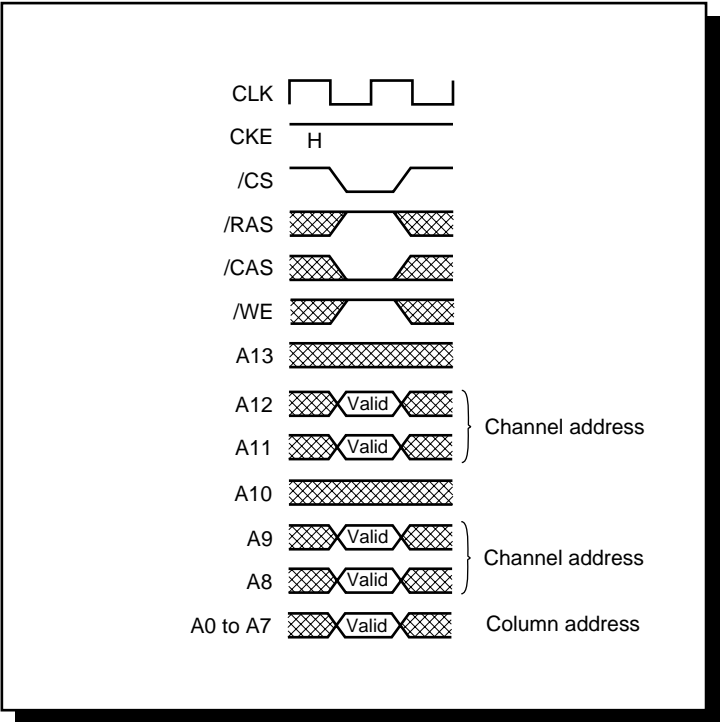 CLK
CKE H
/CS
/RAS
/CAS
/WE
A13
A12 Valid
Channel address
A11 Valid
A10
A9 Valid
Channel address
A8 Valid
A0 to A7 Valid Column address